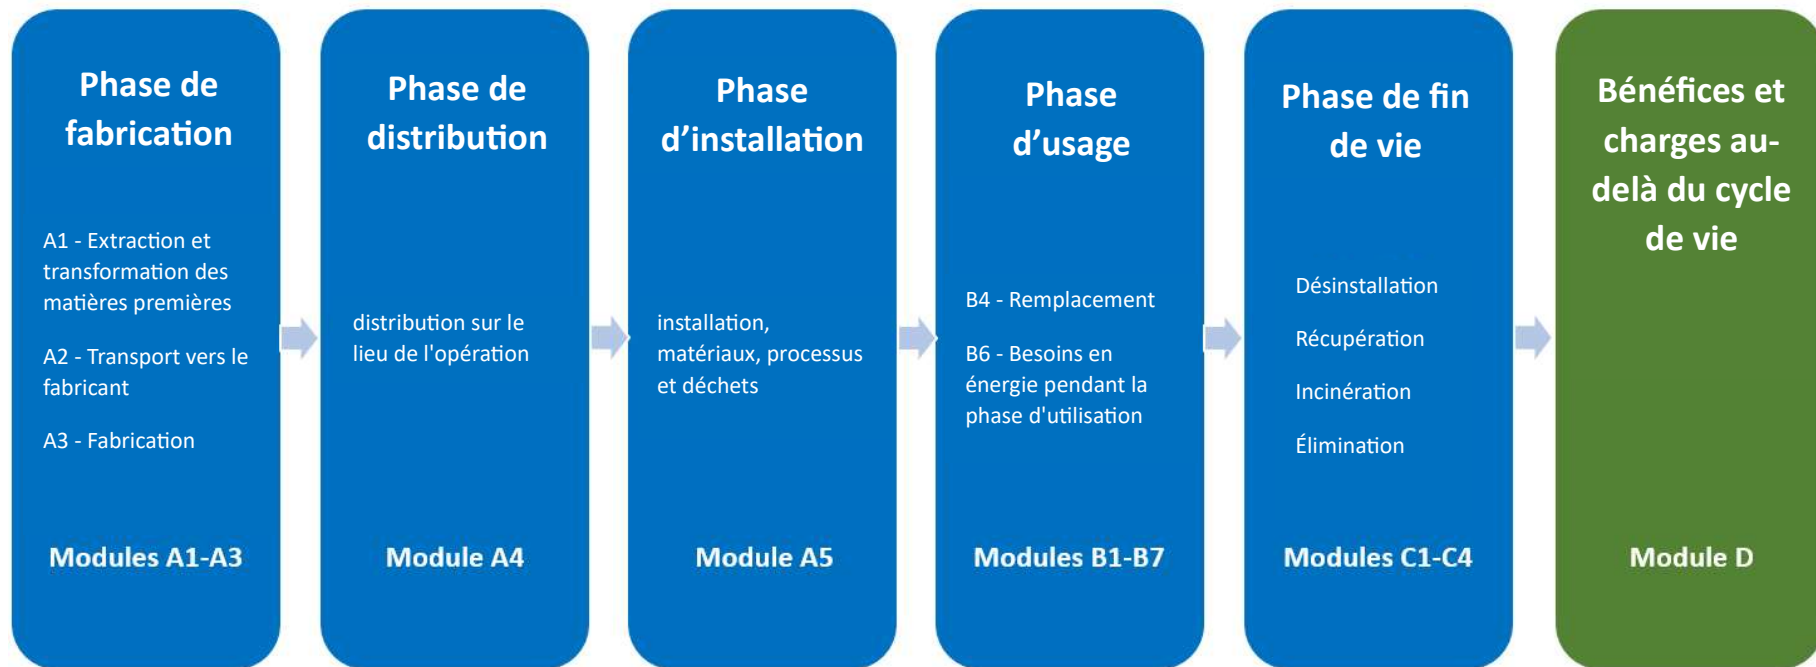 Phase de
fabrication
A1 - Extraction et
transformation des
matières premières
A2 - Transport vers le
fabricant
A3 - Fabrication
Modules A1-A3
Phase de
distribution
distribution sur le
lieu de l'opération
Module A4
Phase
d’installation
installation,
matériaux, processus
et déchets
Module A5
Phase
d’usage
B4 - Remplacement
B6 - Besoins en
énergie pendant la
phase d'utilisation
Modules B1-B7
Phase de fin
de vie
Désinstallation
Récupération
Incinération
Élimination
Modules C1-C4
Bénéfices et
charges au-
delà du cycle
de vie
Module D